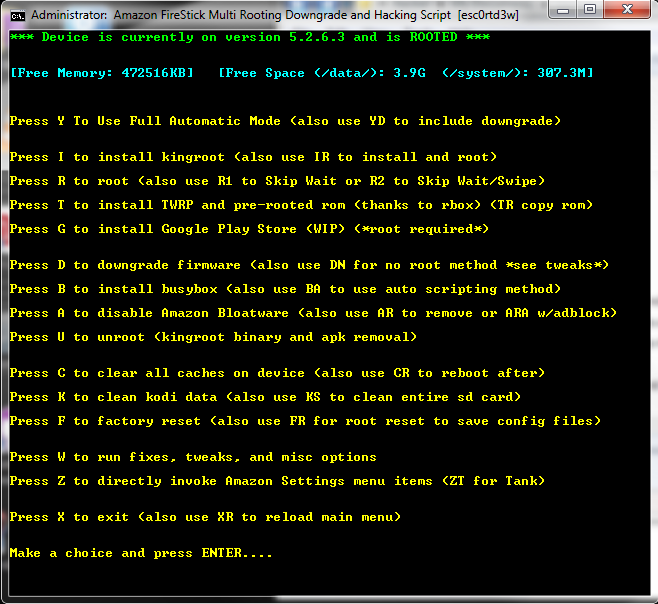 Administrator: Amazon FireStick Multi Rooting Downgrade and Hacking Script [esc0rtd3w]
*** Device is currently on version 5.2.6.3 and is ROOTED ***
[Free Memory: 472516KB] [Free Space (/data/): 3.9G (/system/): 307.3M]
Press Y To Use Full Automatic Mode (also use YD to include downgrade)
Press I to install kingroot (also use IR to install and root)
Press R to root (also use R1 to Skip Wait or R2 to Skip Wait/Swipe)
Press T to install TWRP and pre-rooted rom (thanks to rbox) (TR copy rom)
Press G to install Google Play Store (WIP) (*root required*)
Press D to downgrade firmware (also use DN for no root method *see tweaks*)
Press B to install busybox (also use BA to use auto scripting method)
Press A to disable Amazon Bloatware (also use AR to remove or ARA w/adblock)
Press U to unroot (kingroot binary and apk removal)
Press C to clear all caches on device (also use CR to reboot after)
Press K to clean kodi data (also use KS to clean entire sd card)
Press F to factory reset (also use FR for root reset to save config files)
Press W to run fixes, tweaks, and misc options
Press Z to directly invoke Amazon Settings menu items (ZT for Tank)
Press X to exit (also use XR to reload main menu)
Make a choice and press ENTER....